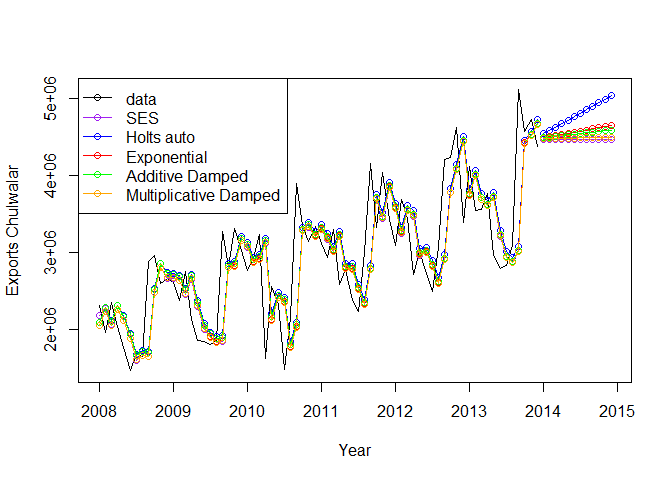 5e+06
4e+06
3e+06
2e+06
Exports Chulwalar
data
SES
Holts auto
Exponential
Additive Damped
Multiplicative Damped
2008 2009 2010 2011 2012 2013 2014 2015
Year